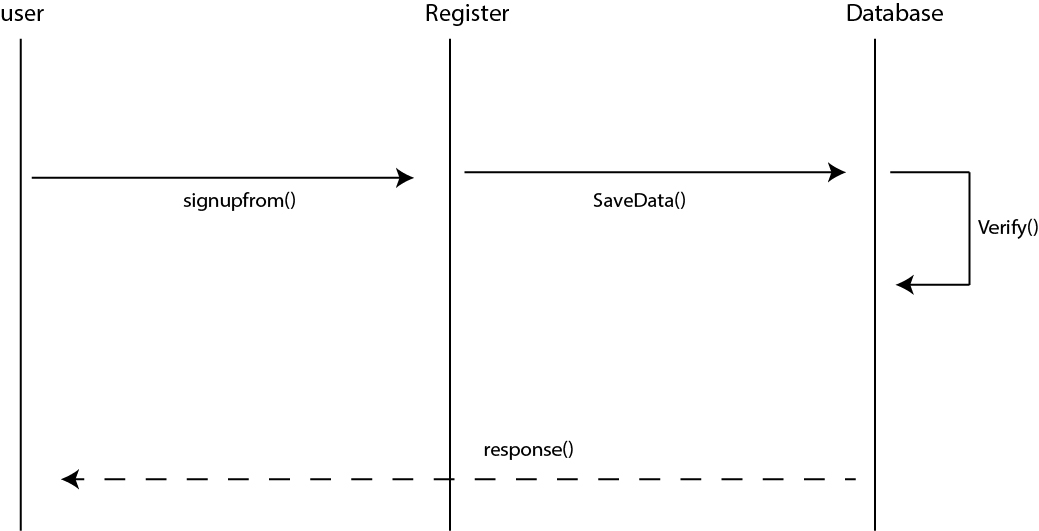 user
Register
Database
signupfrom()
SaveData()
Verify()
response()